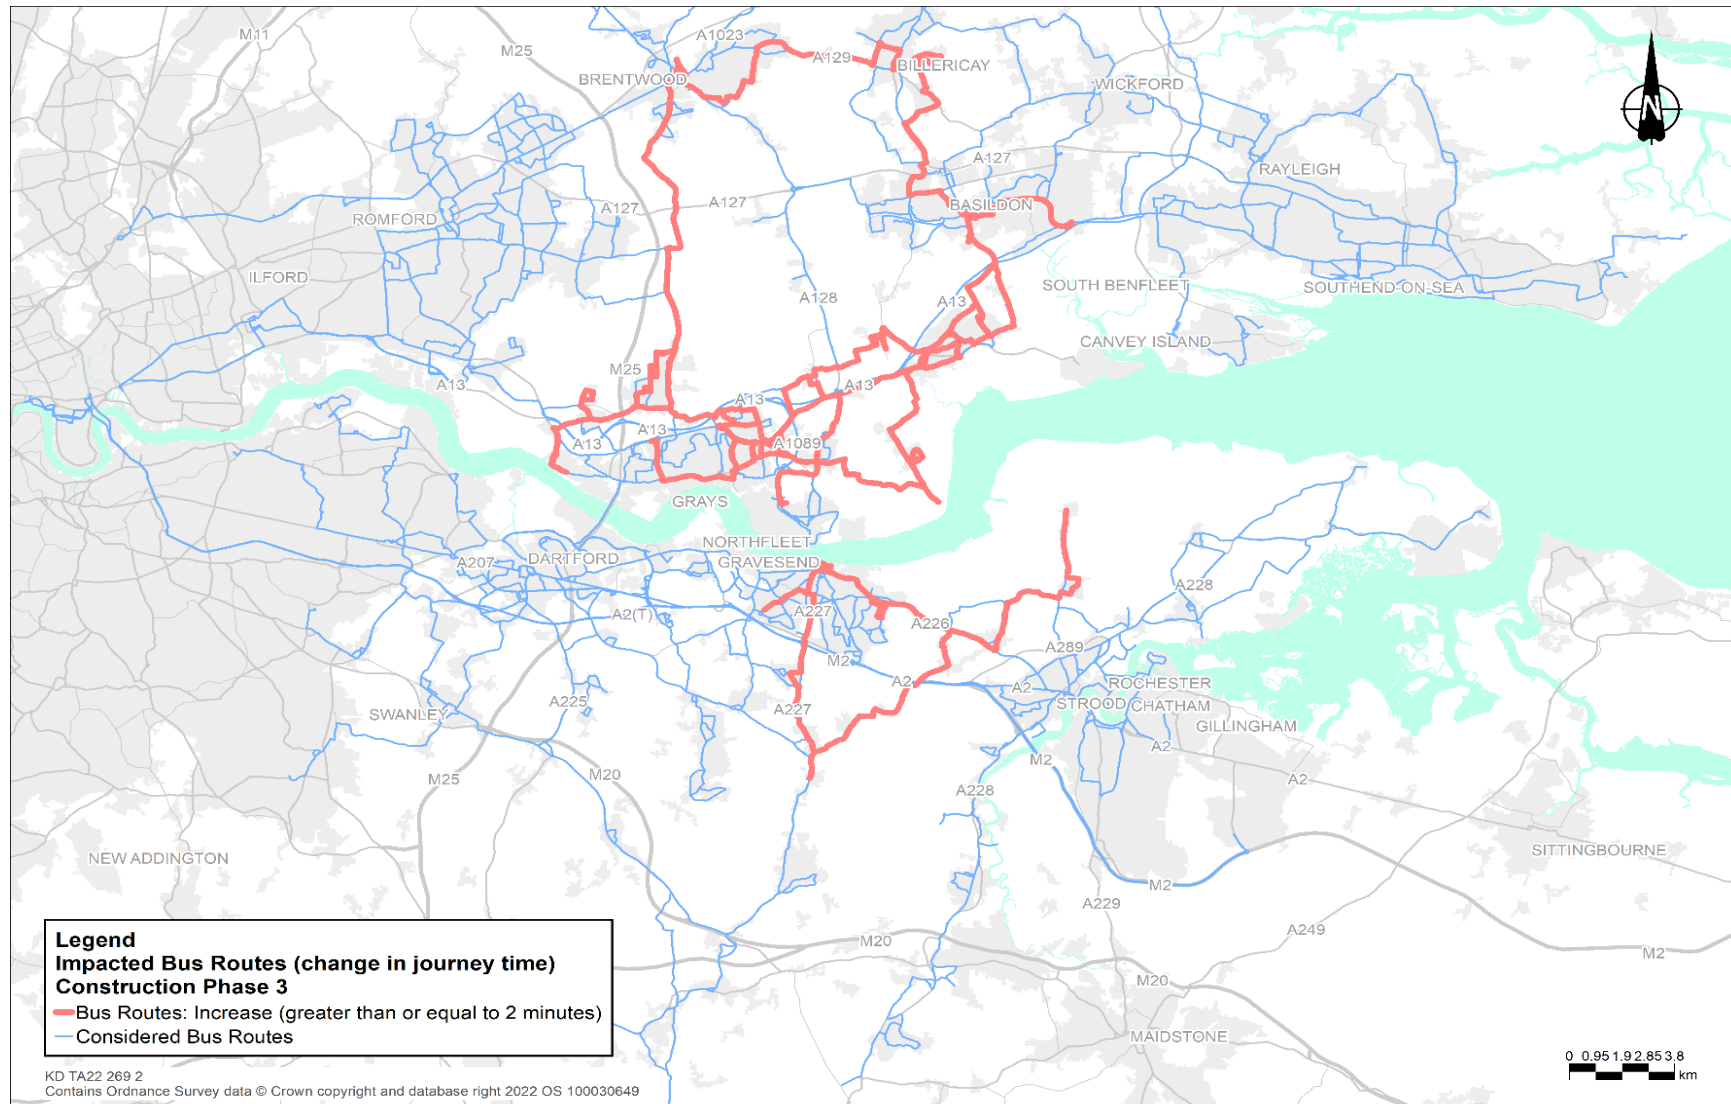 M11
M25
A1023
BRENTWOOD
A129
BILLERICAY
WICKFORD
N
A127
RAYLEIGH
ROMFORD
A127
A127
BASILDON
ILFORD
A128
A13
SOUTH BENFLEET
SOUTHEND-ON-SEA
CANVEY ISLAND
M25
A13
A13
A13
A13
A13
A1089
GRAYS
NORTHFLEET
GRAVESEND
DARTFORD
A207
A2(T)
A227
A226
A228
A289
M2
A2
A2
ROCHESTER
STROOD
CHATHAM
GILLINGHAM
A225
SWANLEY
A227
A2
M2
M25
M20
A228
A2
NEW ADDINGTON
SITTINGBOURNE
M2
A229
A249
M20
M2
M20
MAIDSTONE
Legend
Impacted Bus Routes (change in journey time)
Construction Phase 3
Bus Routes: Increase (greater than or equal to 2 minutes)
Considered Bus Routes
0 0.95 1.9 2.85 3.8
km
KD TA22 269 2
Contains Ordnance Survey data © Crown copyright and database right 2022 OS 100030649